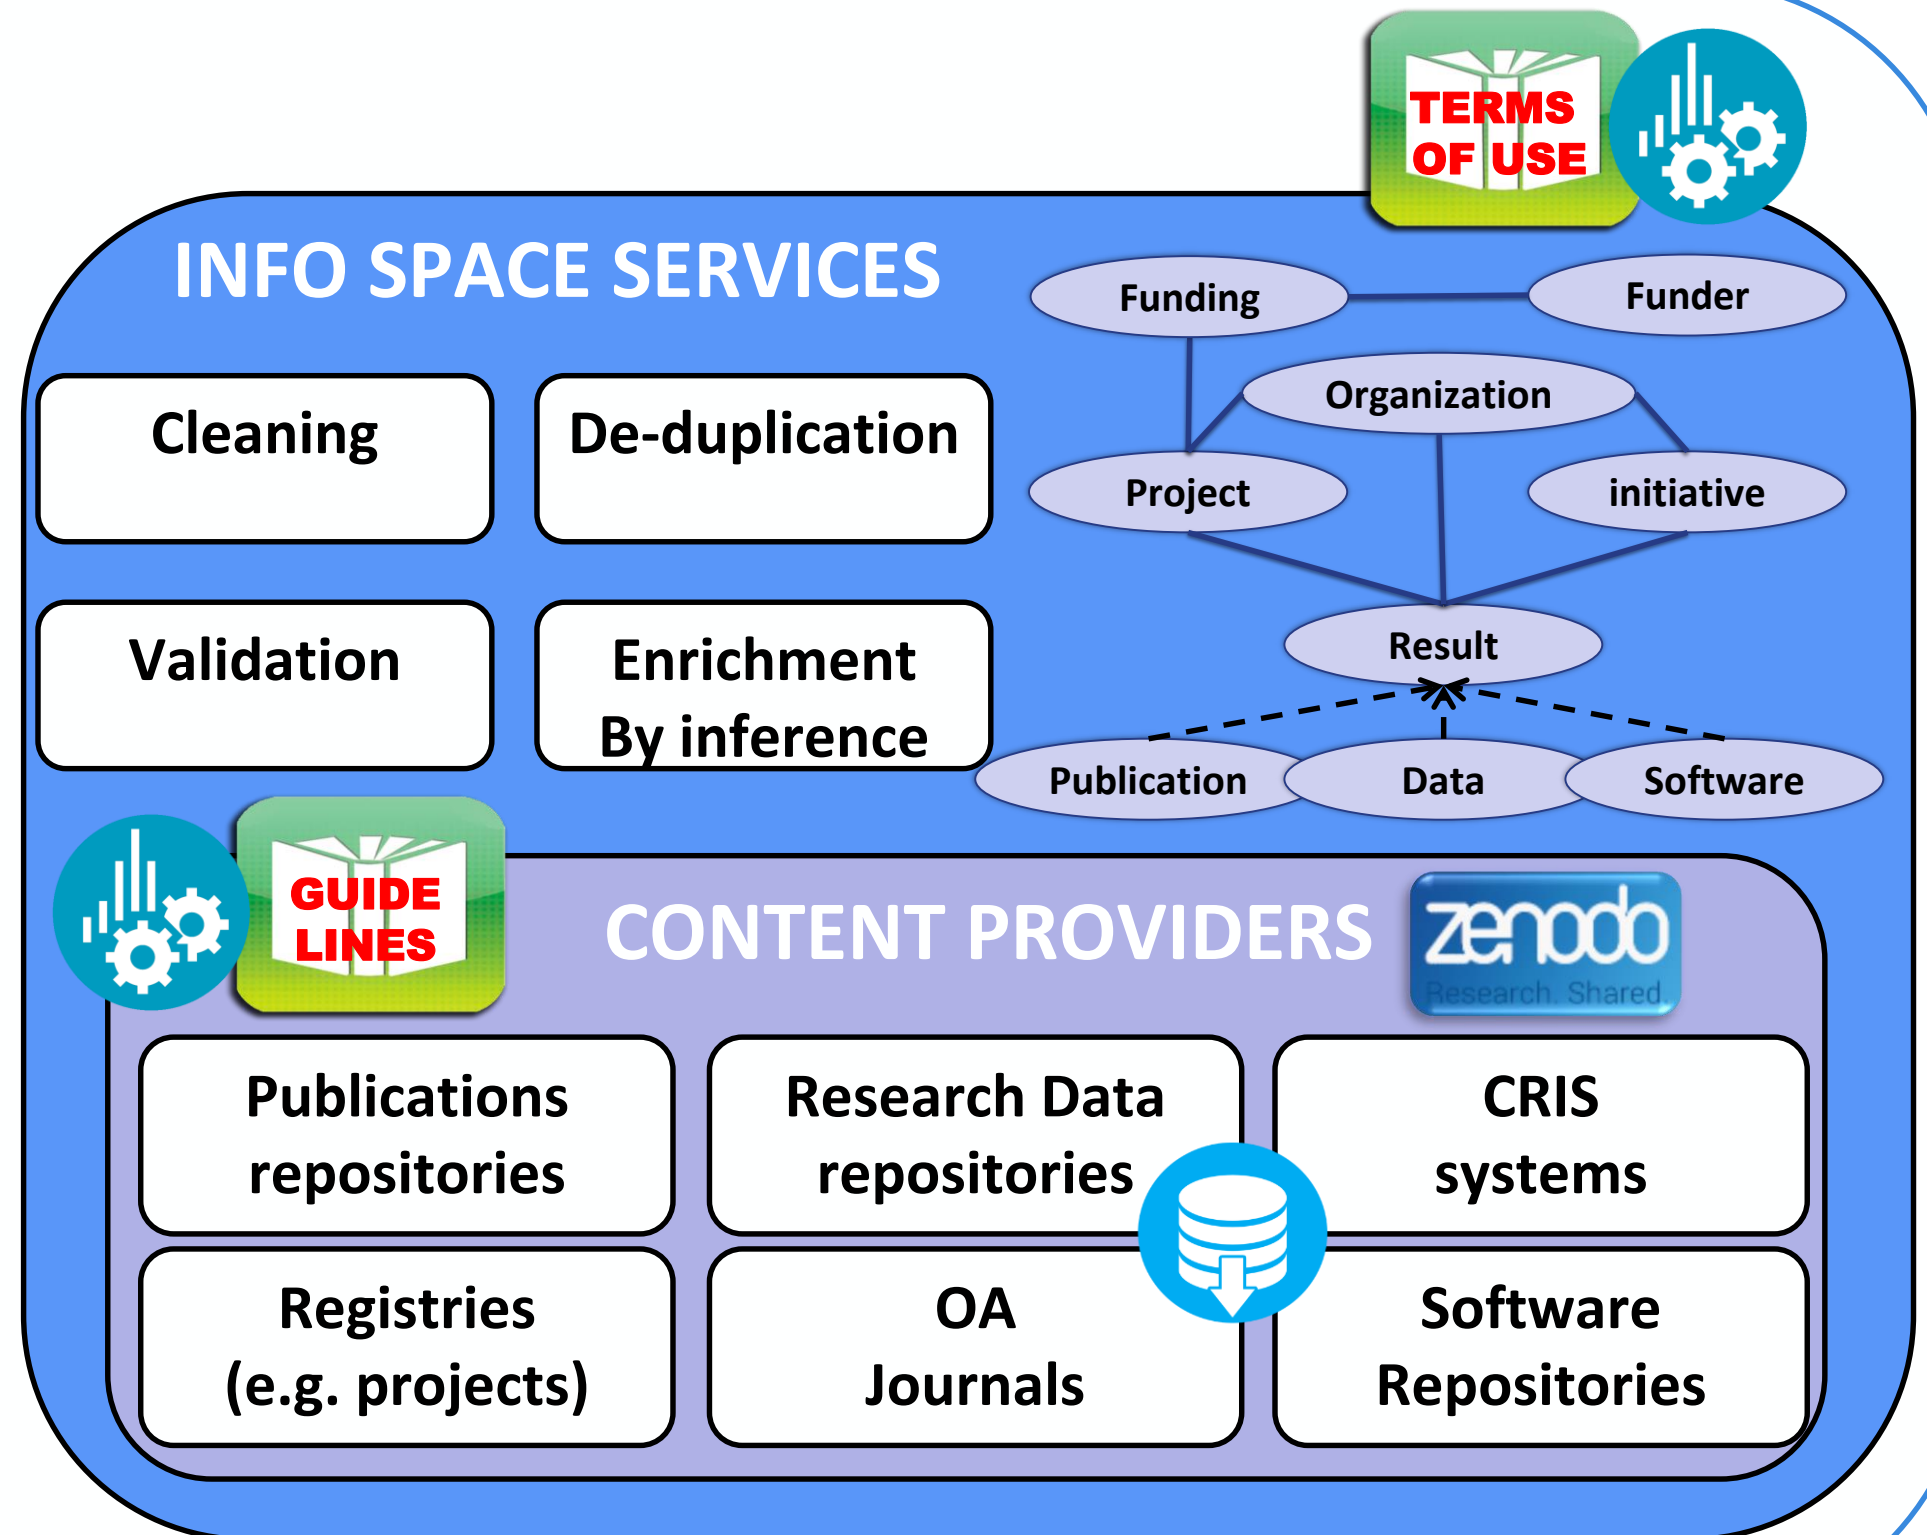 TERMS
OF USE
INFO SPACE SERVICES
Funding
Funder
Organization
Project
initiative
Result
Publication
Data
Software
Cleaning
De-duplication
Validation
Enrichment
By inference
GUIDE
LINES
CONTENT PROVIDERS
zenodo
Research. Shared.
Publications
repositories
Research Data
repositories
CRIS
systems
Registries
(e.g. projects)
OA
Journals
Software
Repositories